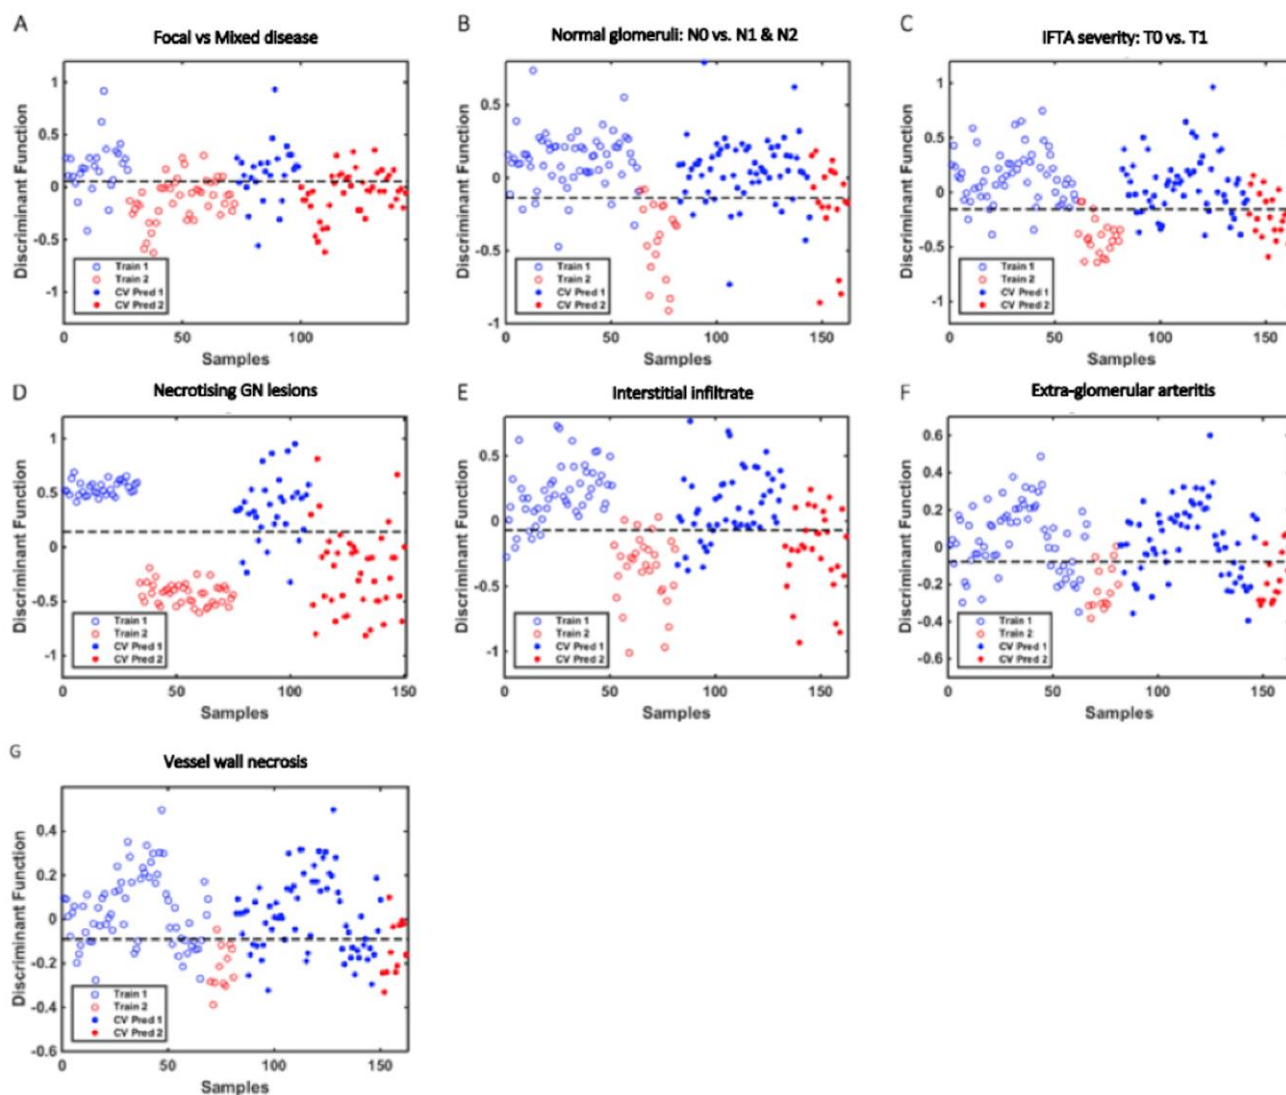 A
Focal vs Mixed disease
Discriminant Function
1
0.5
0
-0.5
-1
Train 1
Train 2
CV Pred 1
CV Pred 2
0 50 100
Samples
B
Normal glomeruli: N0 vs. N1 & N2
Discriminant Function
0.5
0
-0.5
-1
Train 1
Train 2
CV Pred 1
CV Pred 2
0 50 100 150
Samples
C
IFTA severity: T0 vs. T1
Discriminant Function
1
0.5
0
-0.5
-1
Train 1
Train 2
CV Pred 1
CV Pred 2
0 50 100 150
Samples
D
Necrotising GN lesions
Discriminant Function
1
0.5
0
-0.5
-1
Train 1
Train 2
CV Pred 1
CV Pred 2
0 50 100 150
Samples
E
Interstitial infiltrate
Discriminant Function
0.5
0
-0.5
-1
Train 1
Train 2
CV Pred 1
CV Pred 2
0 50 100 150
Samples
F
Extra-glomerular arteritis
Discriminant Function
0.6
0.4
0.2
0
-0.2
-0.4
-0.6
Train 1
Train 2
CV Pred 1
CV Pred 2
0 50 100 150
Samples
G
Vessel wall necrosis
Discriminant Function
0.4
0.2
0
-0.2
-0.4
-0.6
Train 1
Train 2
CV Pred 1
CV Pred 2
0 50 100 150
Samples